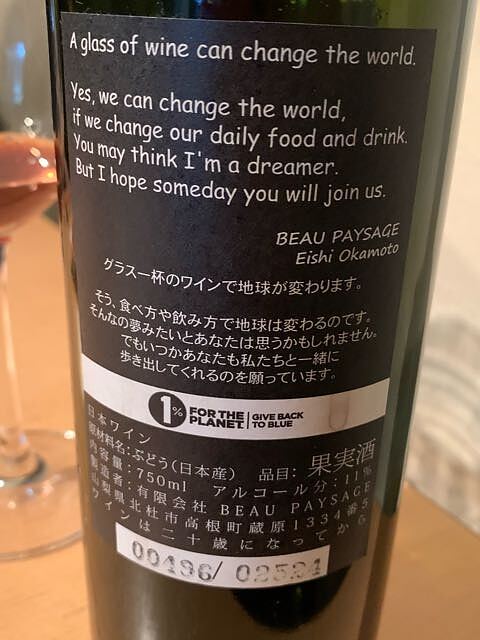 A glass of wine can change the world.
Yes, we can change the world,
if we change our daily food and drink.
You may think I'm a dreamer.
But I hope someday you will join us.
BEAU PAYSAGE
Eishi Okamoto
グラス一杯のワインで地球が変わります。
そう、食べ方や飲み方で地球は変わるのです。
そんなの夢みたいとあなたは思うかもしれません。
でもいつかあなたも私たちと一緒に
歩き出してくれるのを願っています。
1% FOR THE PLANET. GIVE BACK TO BLUE
日本ワイン
原材料名:ぶどう(日本産) 品目: 果実酒
内容量:750ml アルコール分:11%
製造者:有限会社 BEAU PAYSAGE
山梨県北杜市高根町蔵原1334番5
ワインは二十歳になってから
00496/ 02524